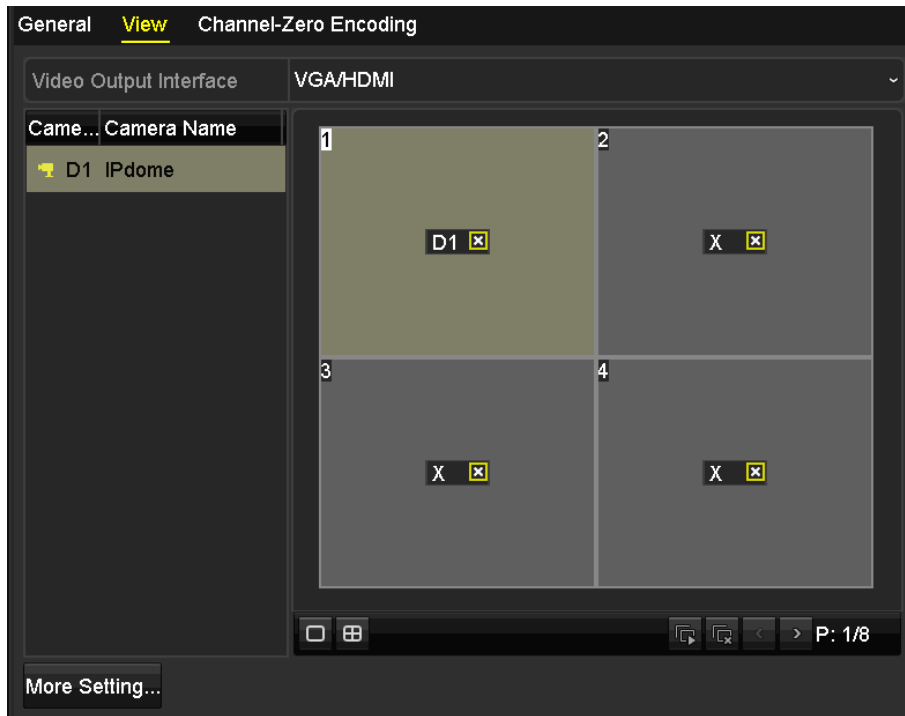 General View Channel-Zero Encoding
Video Output Interface VGA/HDMI
Came... Camera Name
D1 IPdome
1 2
D1 X
3 4
X X
P: 1/8
More Setting...